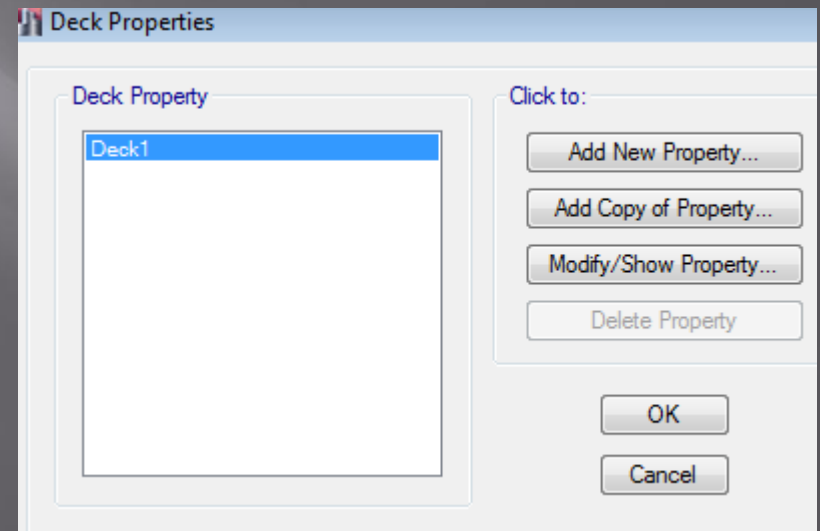 Deck Properties
Deck Property
Deck1
Click to:
Add New Property...
Add Copy of Property...
Modify/Show Property...
Delete Property
OK
Cancel